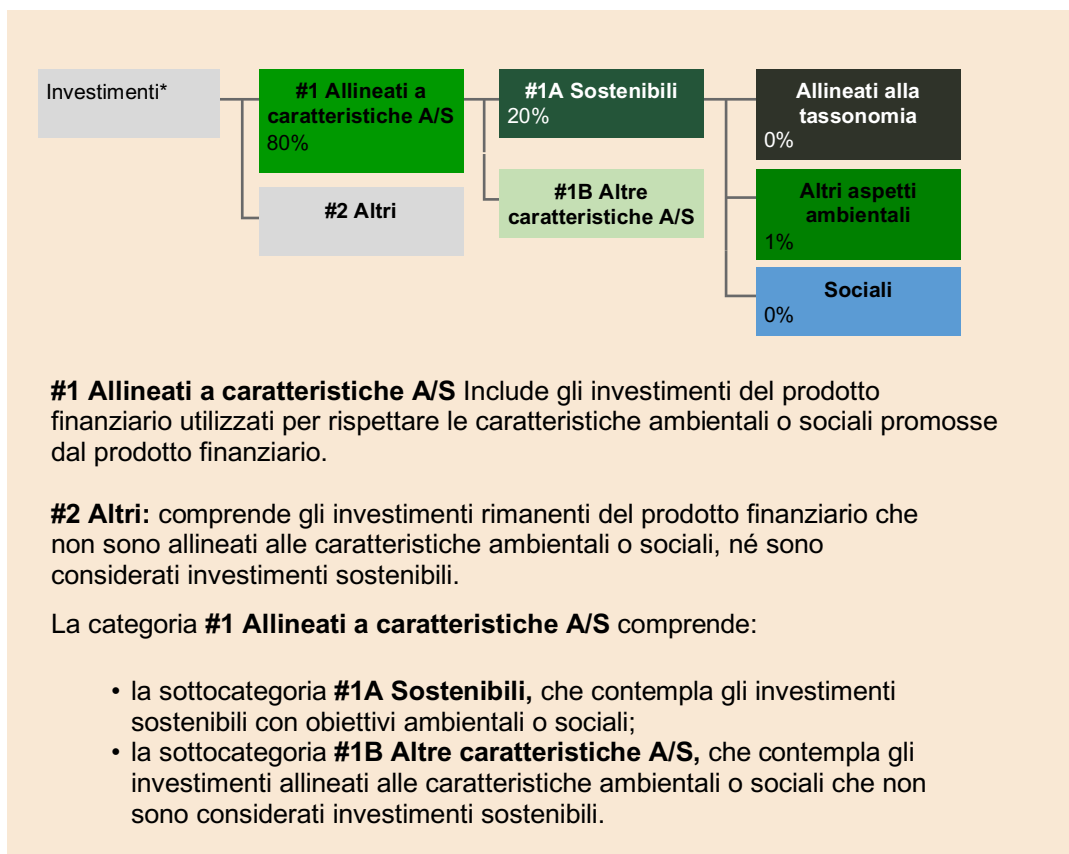 Investimenti*
#1 Allineati a
caratteristiche A/S
80%
#2 Altri
#1A Sostenibili
20%
#1B Altre
caratteristiche A/S
Allineati alla
tassonomia
0%
Altri aspetti
ambientali
1%
Sociali
0%
#1 Allineati a caratteristiche A/S Include gli investimenti del prodotto
finanziario utilizzati per rispettare le caratteristiche ambientali o sociali promosse
dal prodotto finanziario.
#2 Altri: comprende gli investimenti rimanenti del prodotto finanziario che
non sono allineati alle caratteristiche ambientali o sociali, né sono
considerati investimenti sostenibili.
La categoria #1 Allineati a caratteristiche A/S comprende:
• la sottocategoria #1A Sostenibili, che contempla gli investimenti
sostenibili con obiettivi ambientali o sociali;
• la sottocategoria #1B Altre caratteristiche A/S, che contempla gli
investimenti allineati alle caratteristiche ambientali o sociali che non
sono considerati investimenti sostenibili.